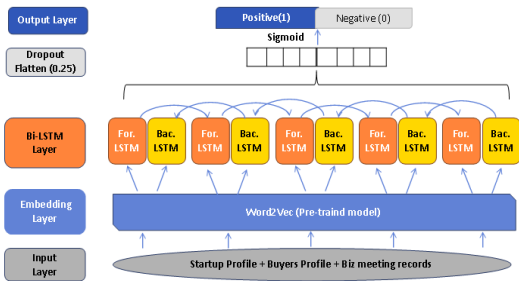 Output Layer
Positive(1)
Negative (0)
Sigmoid
Dropout
Flatten (0.25)
Bi-LSTM
Layer
For.
LSTM
Bac.
LSTM
For.
LSTM
Bac.
LSTM
For.
LSTM
Bac.
LSTM
For.
LSTM
Bac.
LSTM
For.
LSTM
Bac.
LSTM
Embedding
Layer
Word2Vec (Pre-traind model)
Input
Layer
Startup Profile + Buyers Profile + Biz meeting records